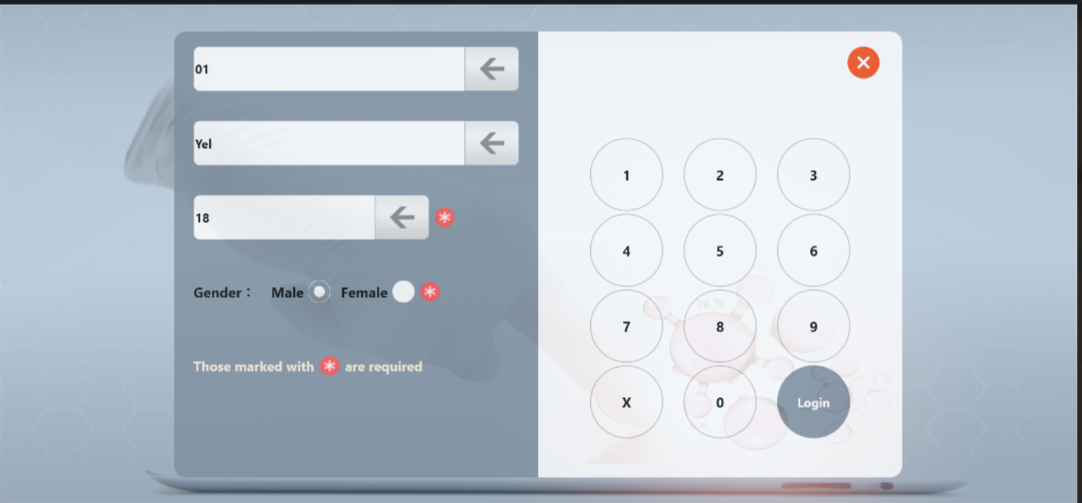 01
Yel
18
Gender : Male Female
Those marked with * are required
1 2 3
4 5 6
7 8 9
X 0 Login
76 %